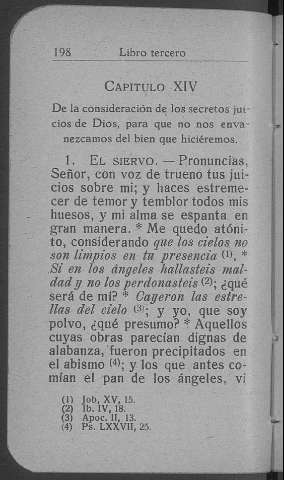 198 Libro tercero
CAPITULO XIV
De la consideración de los secretos jui-
cios de Dios, para que no nos enva-
nezcamos del bien que hiciéremos.
1. EL SIERVO. — Pronuncias,
Señor, con voz de trueno tus jui-
cios sobre mi; y haces estreme-
cer de temor y temblor todos mis
huesos, y mi alma se espanta en
gran manera. * Me quedo atóni-
to, considerando que los cielos no
son limpios en tu presencia (1). *
Si en los ángeles hallasteis mal-
dad y no los perdonasteis (2); ¿qué
será de mí? * Cayeron las estre-
llas del cielo (3); y yo, que soy
polvo, ¿qué presumo? * Aquellos
cuyas obras parecían dignas de
alabanza, fueron precipitados en
el abismo (4); y los que antes co-
mían el pan de los ángeles, vi
(1) Job, XV, 15.
(2) Ib. IV, 18.
(3) Apoc. II, 13.
(4) Ps. LXXVII, 25.